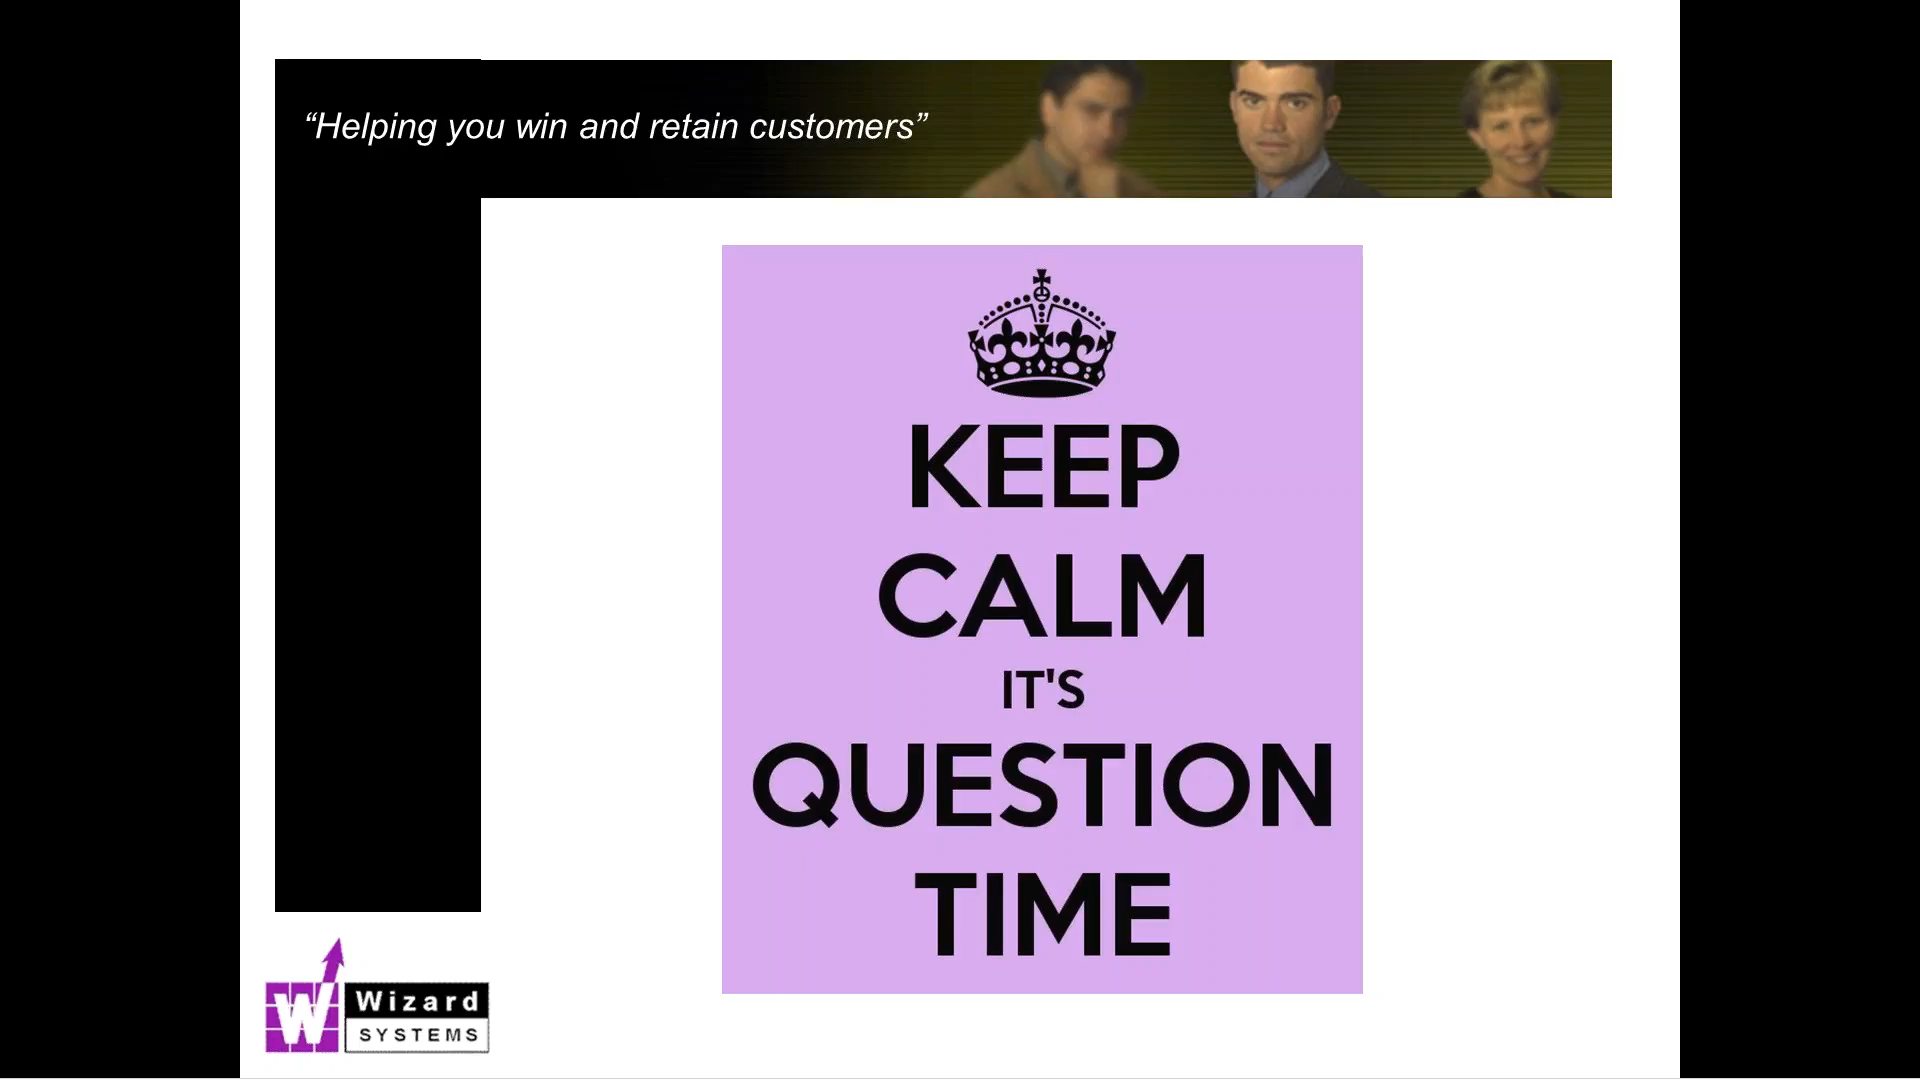 “Helping you win and retain customers”
KEEP
CALM
IT'S
QUESTION
TIME
W
Wizard
SYSTEMS